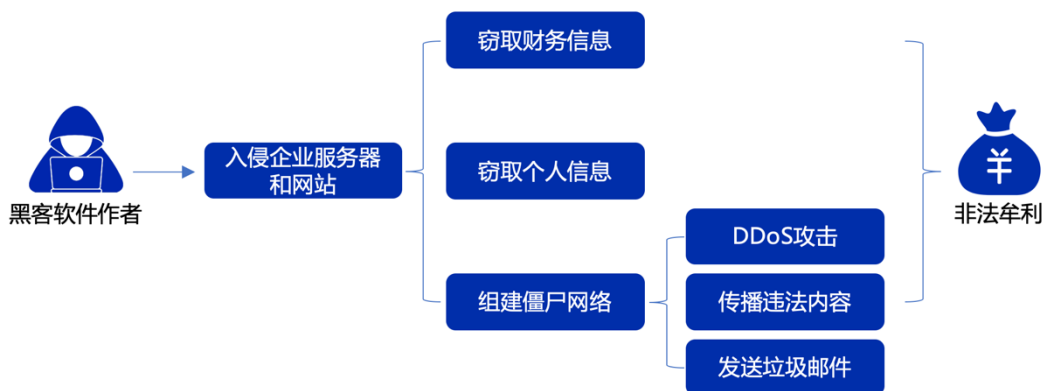 窃取财务信息
黑客软件作者
入侵企业服务器
和网站
窃取个人信息
组建僵尸网络
DDoS攻击
传播违法内容
发送垃圾邮件
¥
非法牟利